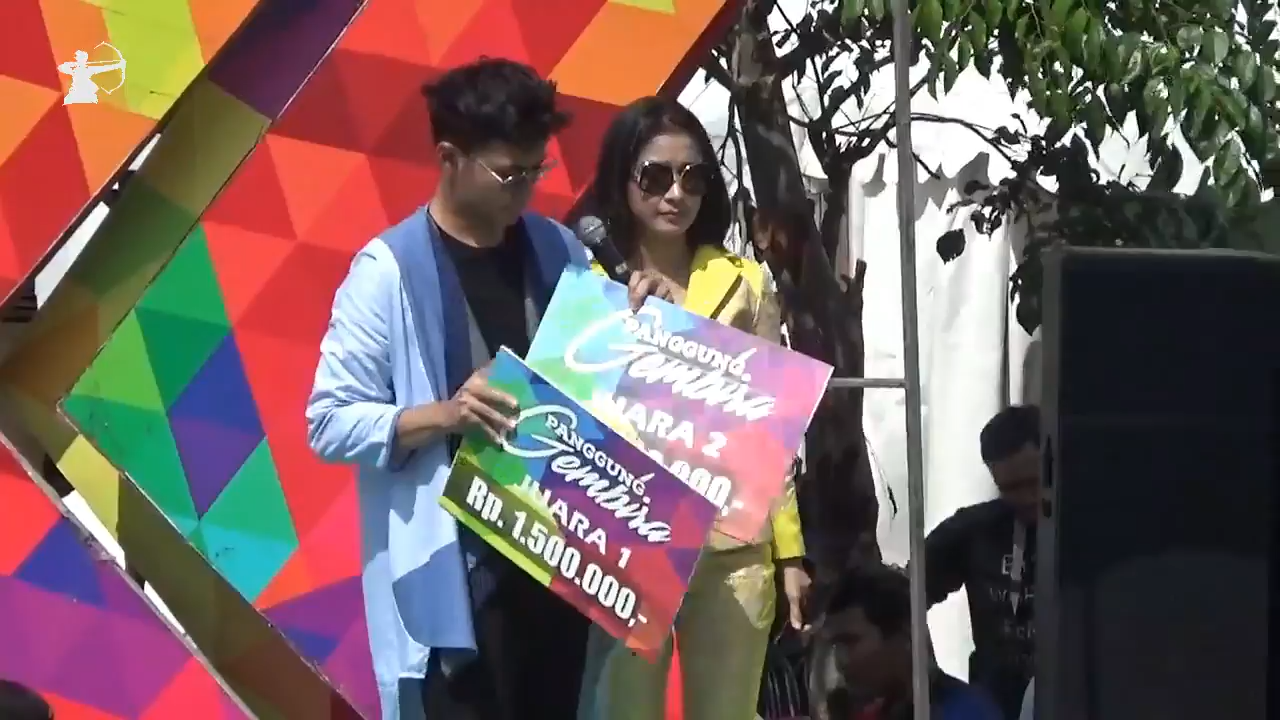 PANGGUNG
Gembira
JUARA 2
PANGGUNG
Gembira
JUARA 1
Rp. 1.500.000,-